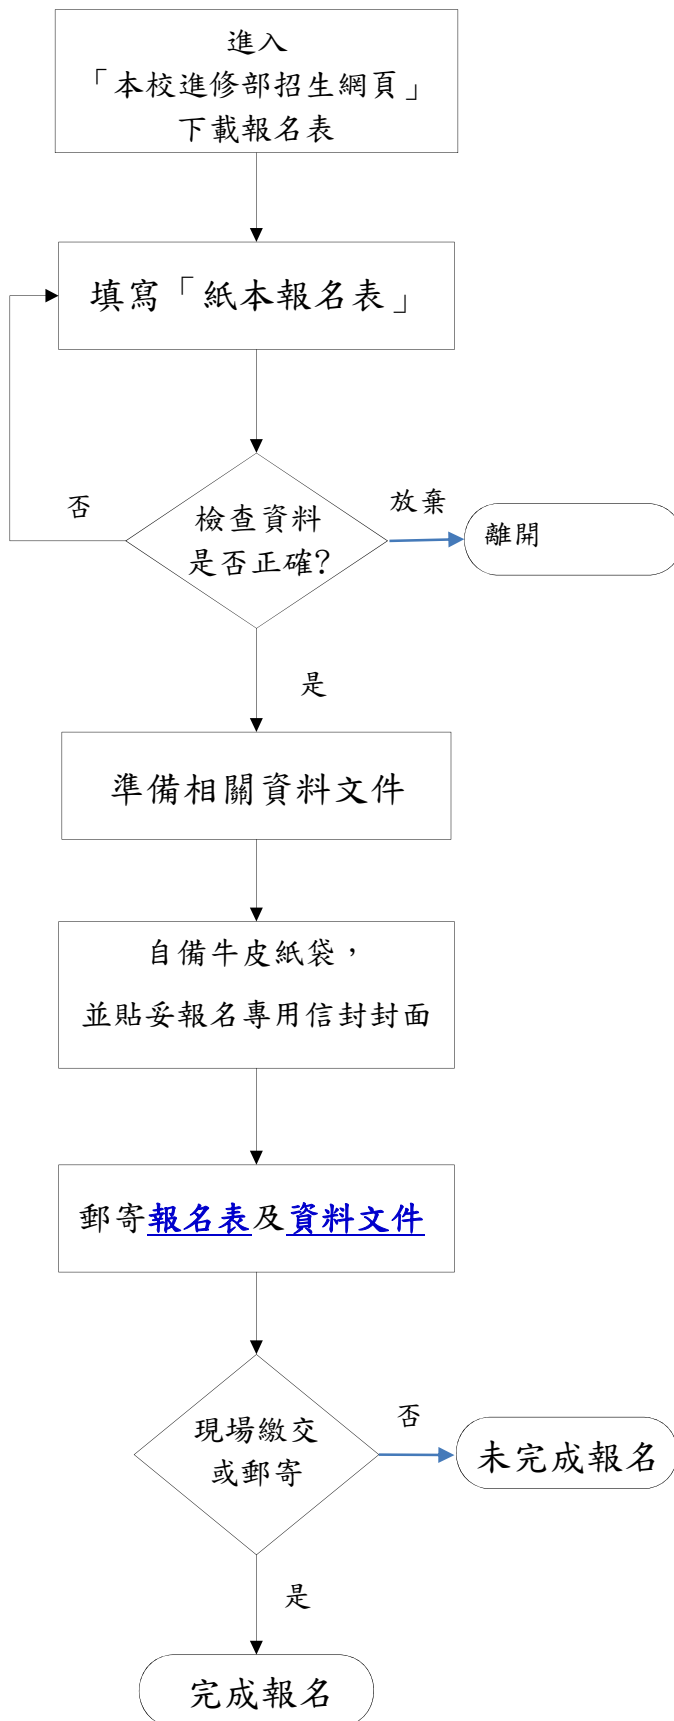 進入
「本校進修部招生網頁」
下載報名表
填寫「紙本報名表」
否
檢查資料
是否正確?
放棄
離開
是
準備相關資料文件
自備牛皮紙袋，
並貼妥報名專用信封封面
郵寄報名表及資料文件
現場繳交
或郵寄
否
未完成報名
是
完成報名